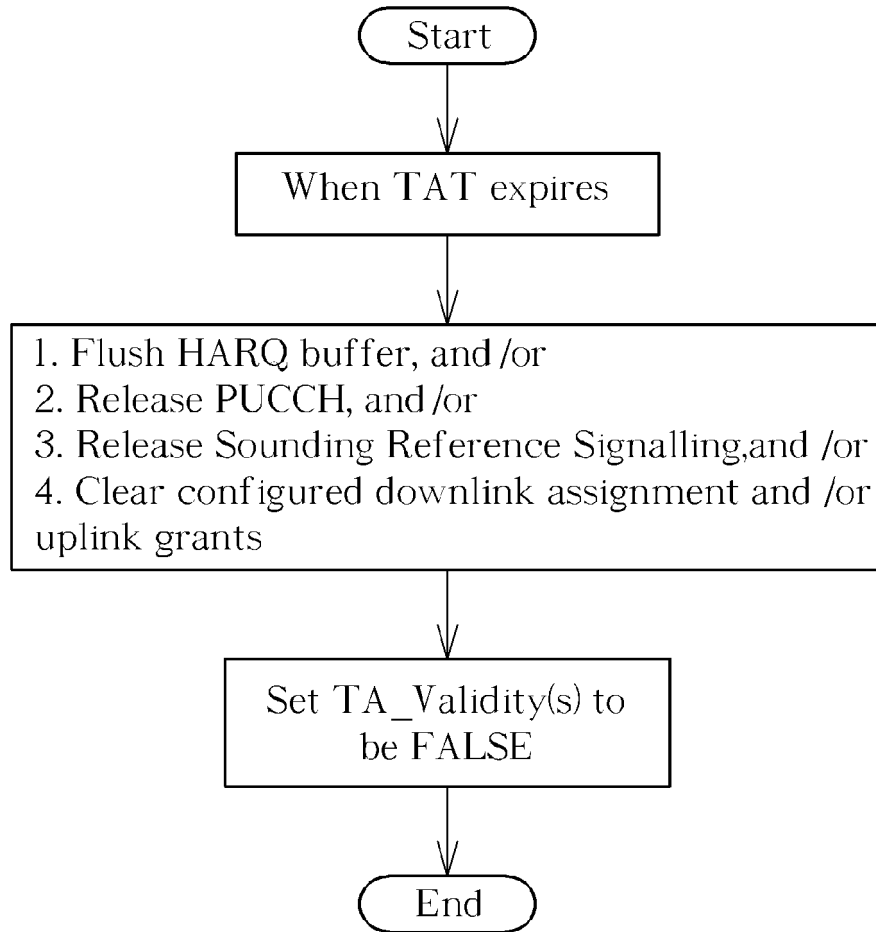 Start
When TAT expires
1. Flush HARQ buffer, and /or
2. Release PUCCH, and /or
3. Release Sounding Reference Signalling,and /or
4. Clear configured downlink assignment and /or
uplink grants
Set TA_Validity(s) to
be FALSE
End